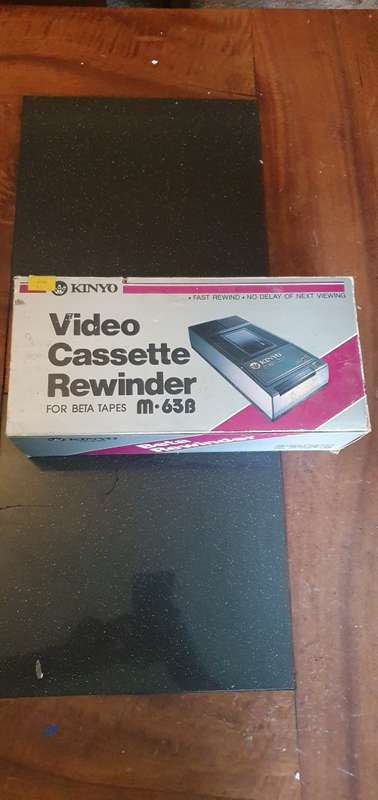 KINYO
• FAST REWIND • NO DELAY OF NEXT VIEWING
Video
Cassette
Rewinder
FOR BETA TAPES M•63B
KINYO
Beta
Rewinder